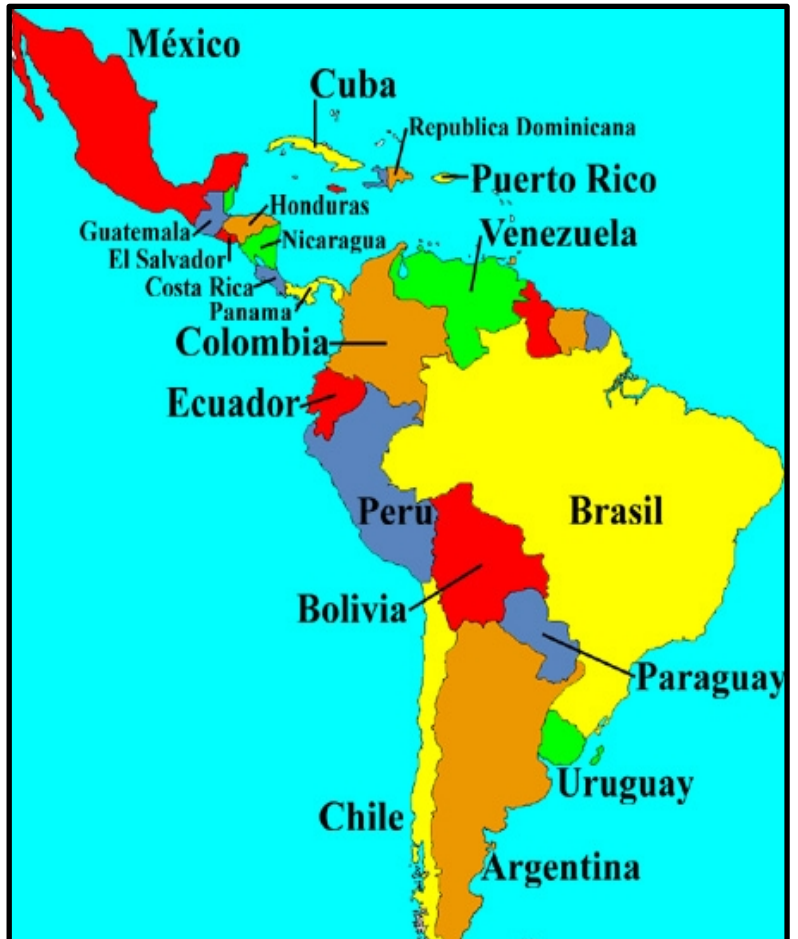 México
Cuba
Republica Dominicana
Puerto Rico
Honduras
Guatemala
Nicaragua
Venezuela
El Salvador
Costa Rica
Panama
Colombia
Ecuador
Perú
Brasil
Bolivia
Paraguay
Uruguay
Chile
Argentina